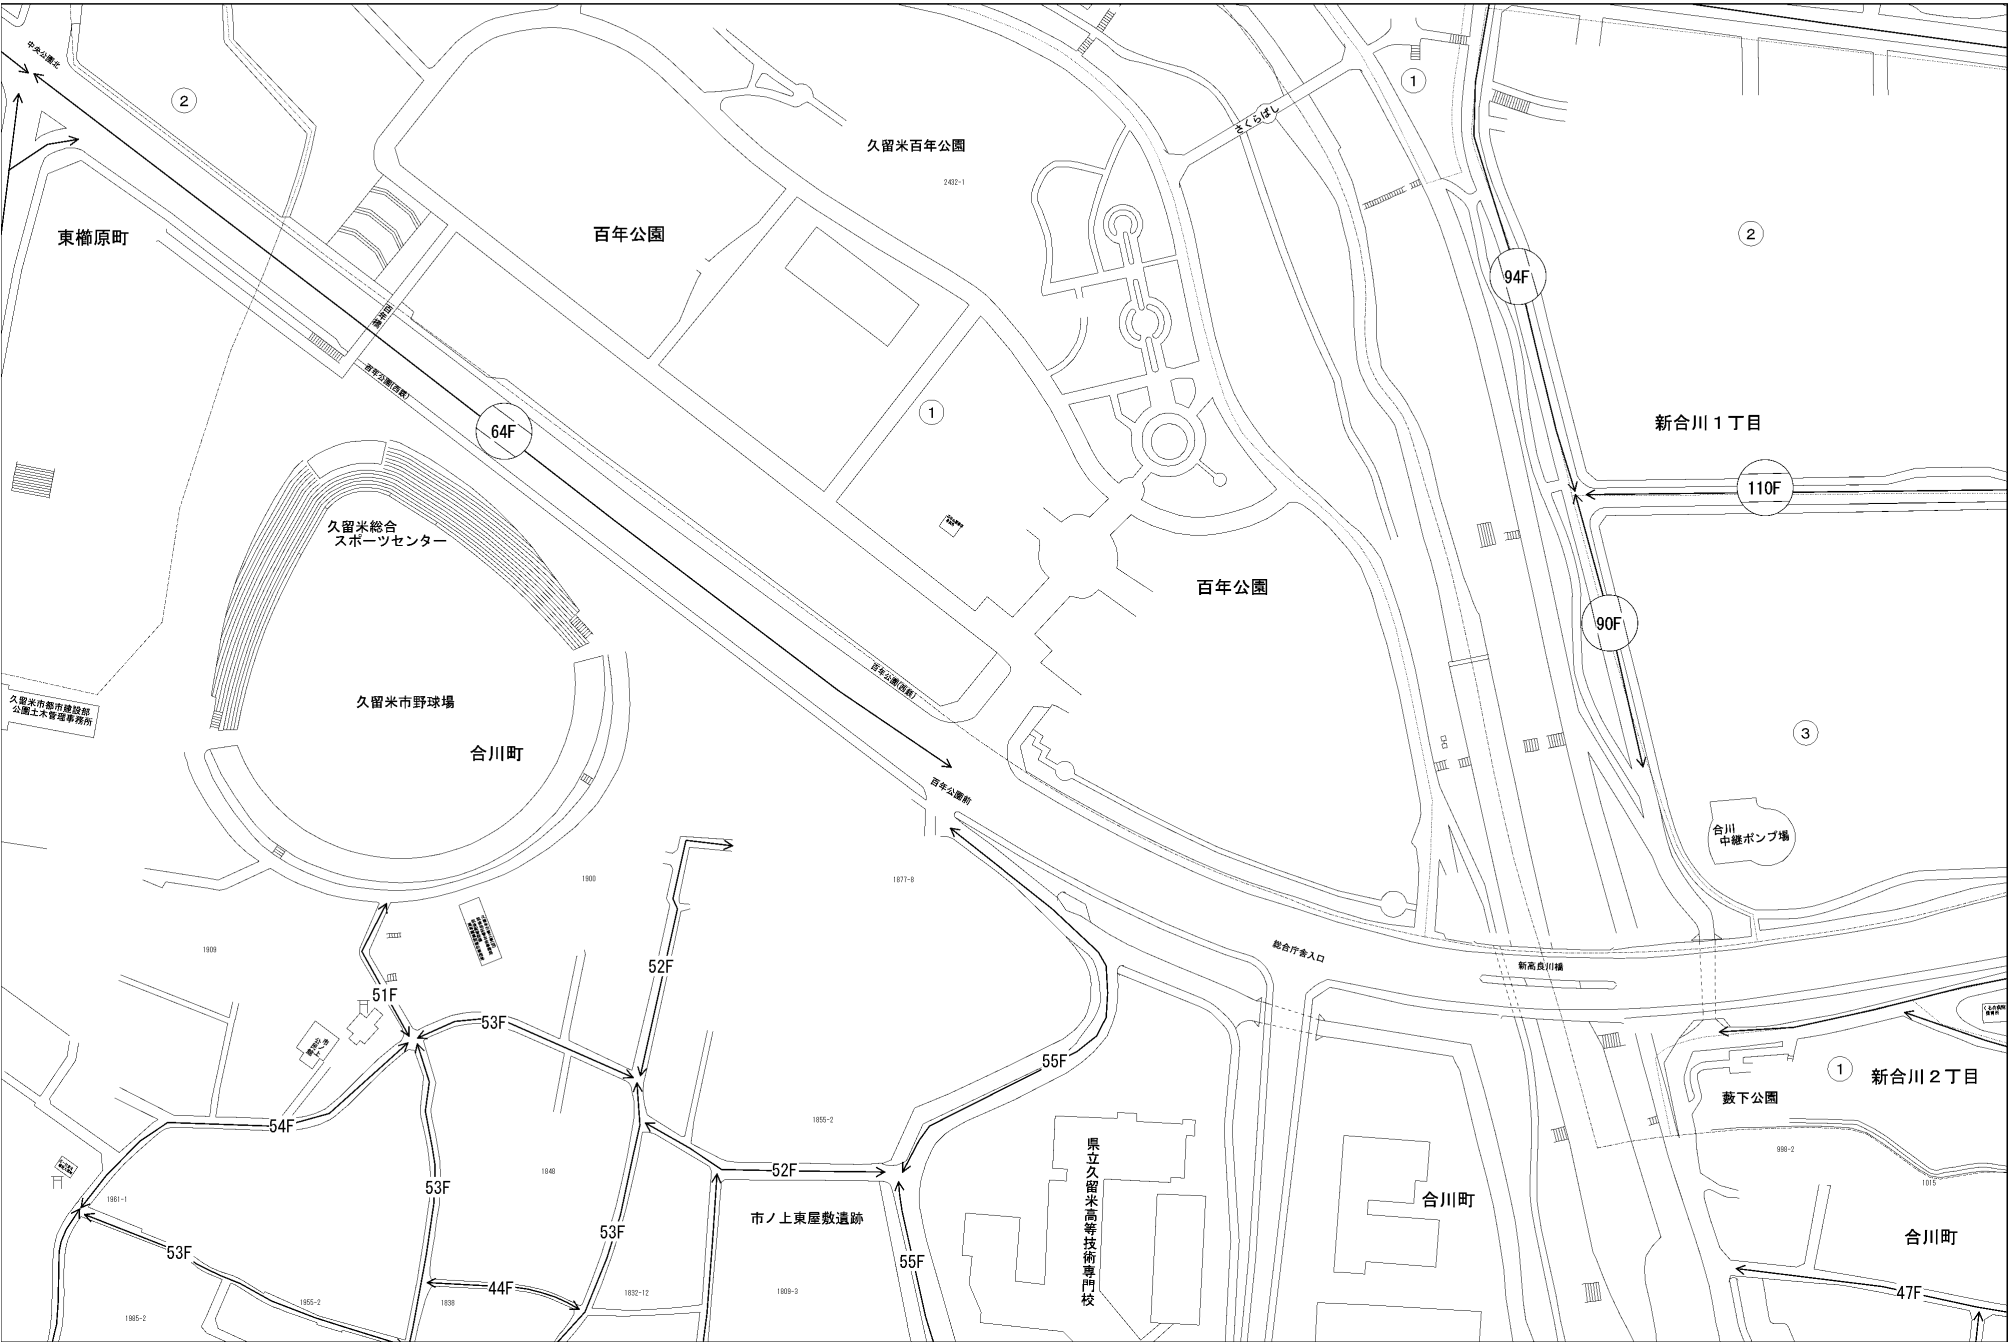 中央公園北
②
①
さくらばし
久留米百年公園
2432-1
東櫛原町
百年公園
②
94F
百年橋
百年公園(西鉄)
64F
①
新合川1丁目
110F
久留米総合
スポーツセンター
百年公園
90F
百年公園(西鉄)
久留米市都市建設部
公園土木管理事務所
久留米市野球場
合川町
③
百年公園前
合川
中継ポンプ場
1900
1877-8
1909
総合庁舎入口
新高良川橋
52F
51F
53F
市ノ上
公民館
55F
①
新合川2丁目
藪下公園
54F
1855-2
県立久留米高等技術専門校
998-2
1848
52F
1015
53F
1961-1
合川町
市ノ上東屋敷遺跡
53F
合川町
53F
55F
44F
1832-12
1809-3
47F
1955-2
1838
1985-2